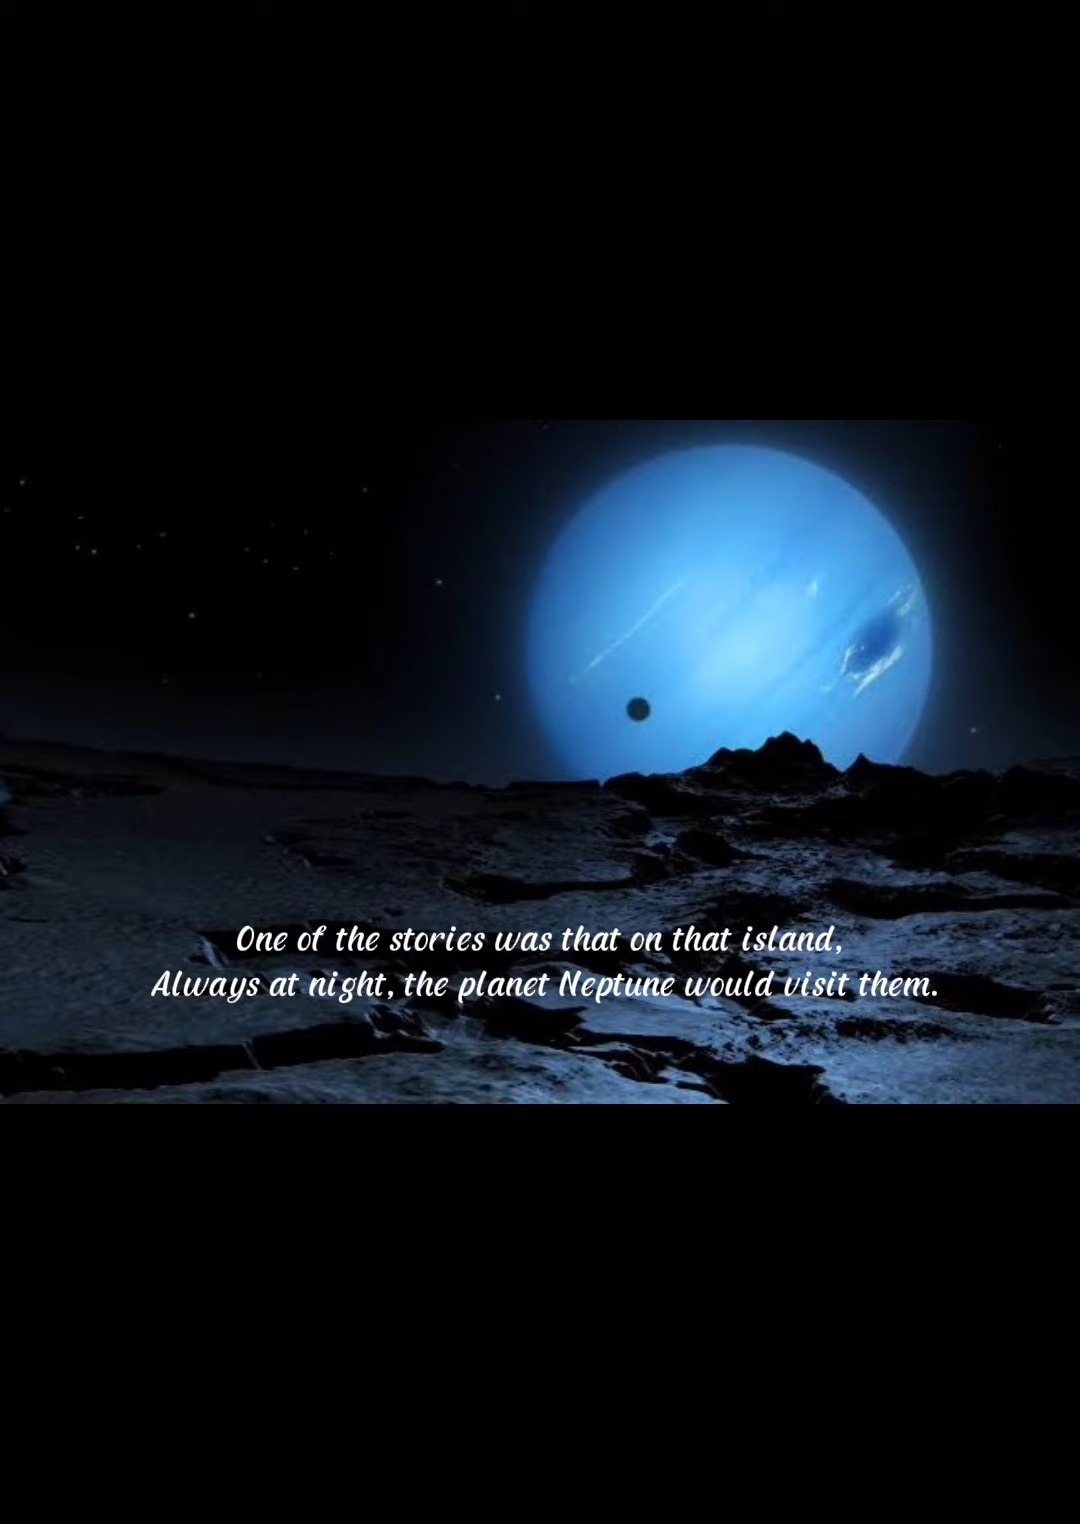 One of the stories was that on that island,
Always at night, the planet Neptune would visit them.